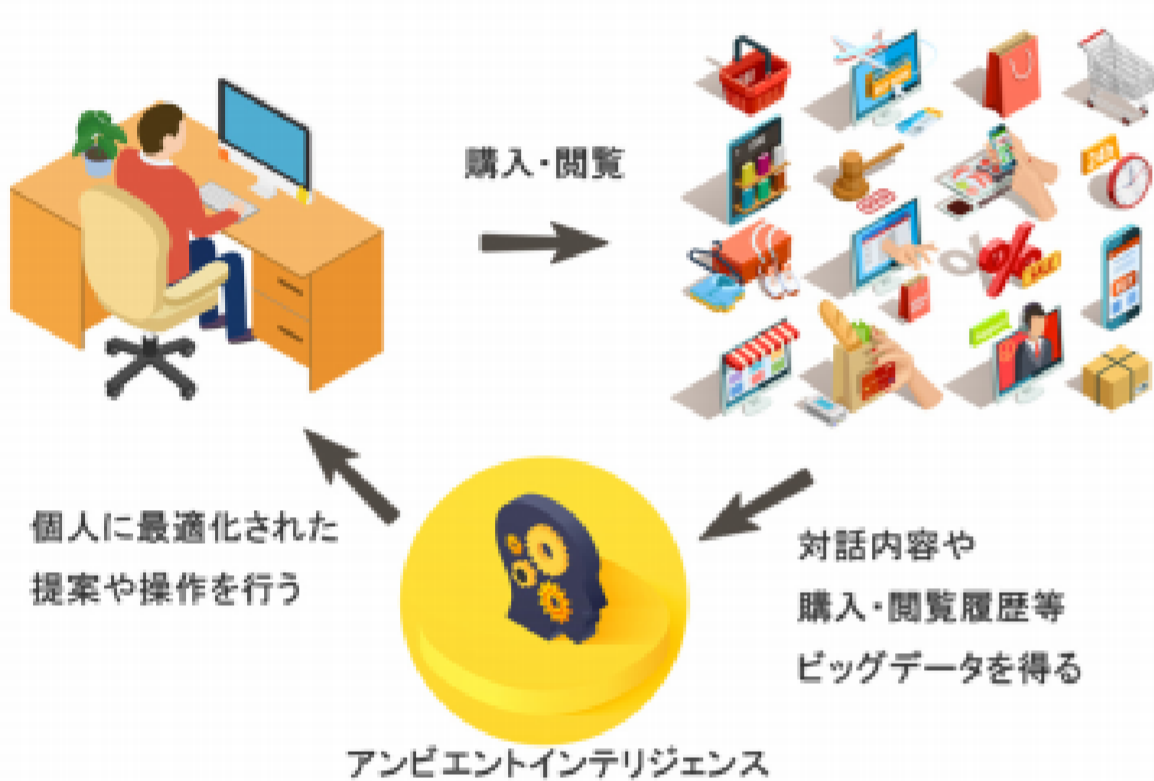 購入・閲覧
24h
BUY
個人に最適化された
提案や操作を行う
対話内容や
購入・閲覧履歴等
ビッグデータを得る
アンビエントインテリジェンス